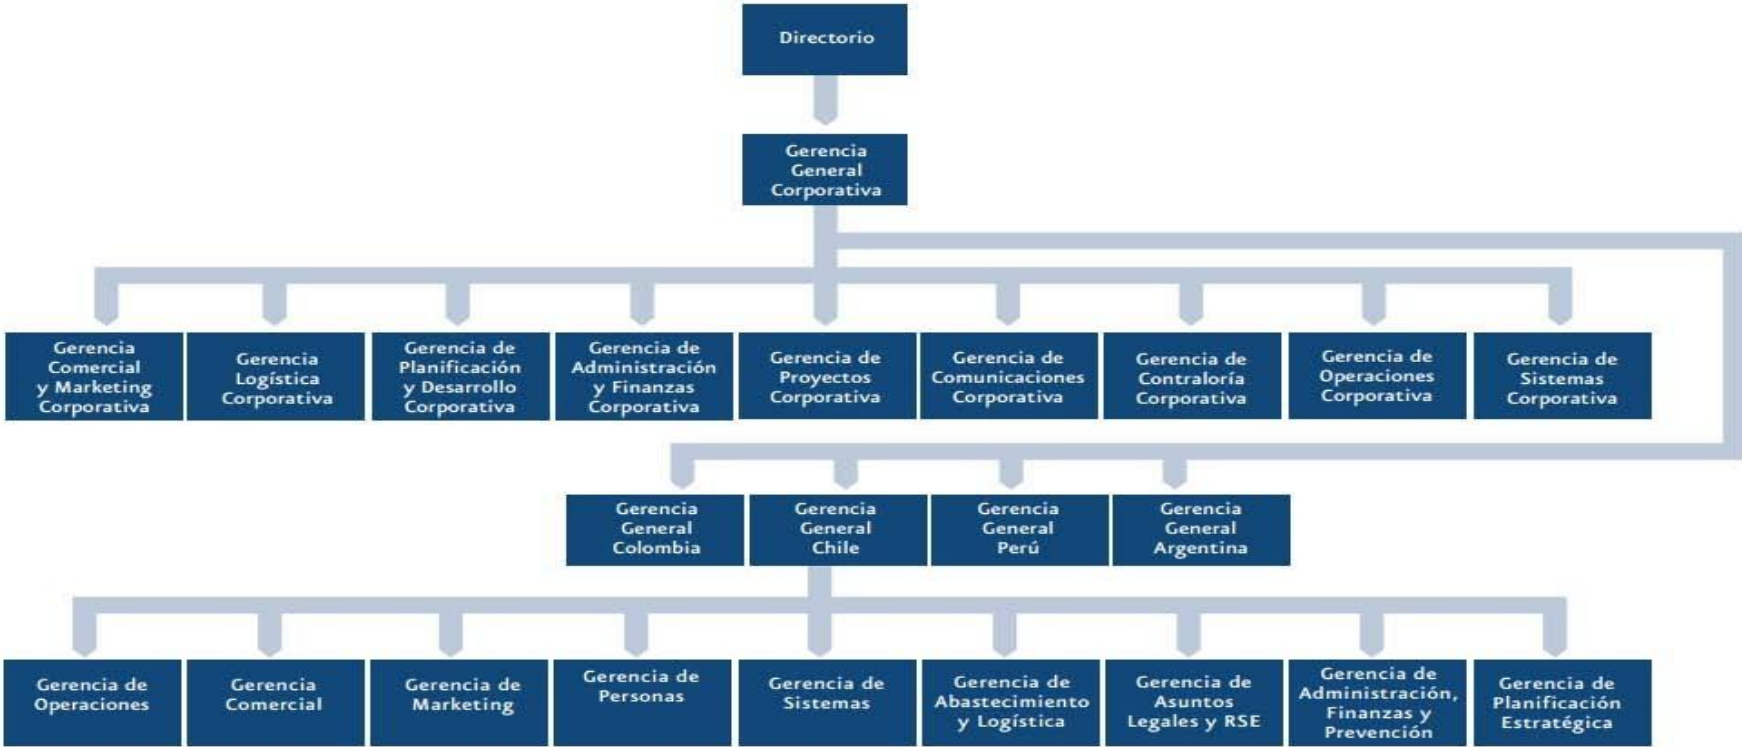 Directorio
Gerencia
General
Corporativa
Gerencia
Comercial
y Marketing
Corporativa
Gerencia
Logística
Corporativa
Gerencia de
Planificación
y Desarrollo
Corporativa
Gerencia de
Administración
y Finanzas
Corporativa
Gerencia de
Proyectos
Corporativa
Gerencia de
Comunicaciones
Corporativa
Gerencia de
Contraloría
Corporativa
Gerencia de
Operaciones
Corporativa
Gerencia de
Sistemas
Corporativa
Gerencia
General
Colombia
Gerencia
General
Chile
Gerencia
General
Perú
Gerencia
General
Argentina
Gerencia de
Operaciones
Gerencia
Comercial
Gerencia de
Marketing
Gerencia de
Personas
Gerencia de
Sistemas
Gerencia de
Abastecimiento
y Logística
Gerencia de
Asuntos
Legales y RSE
Gerencia de
Administración,
Finanzas y
Prevención
Gerencia de
Planificación
Estratégica